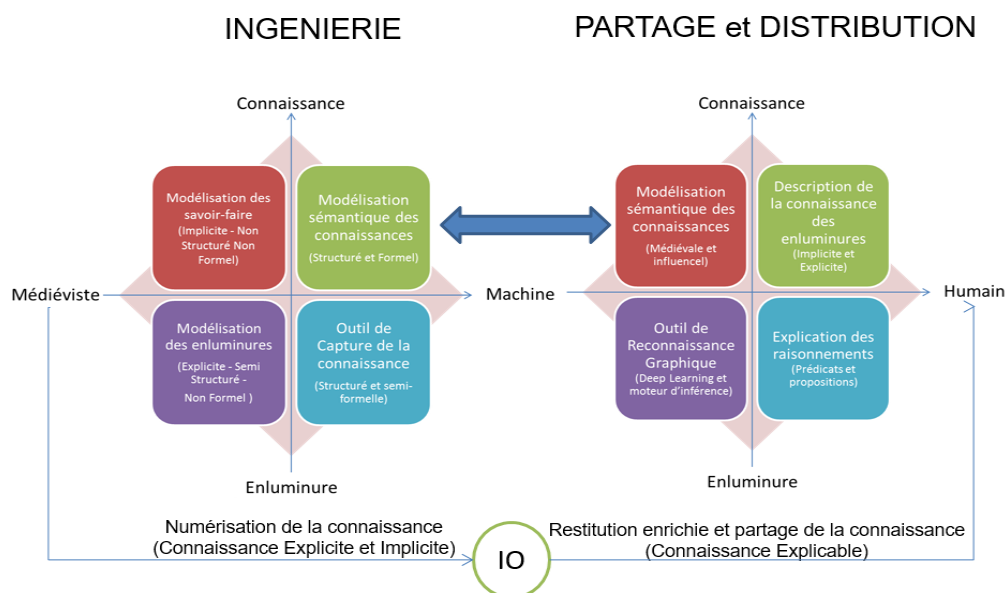 INGENIERIE
PARTAGE et DISTRIBUTION
Connaissance
Modélisation des
savoir-faire
(Implicite - Non
Structuré Non
Formel)
Modélisation
sémantique des
connaissances
(Structuré et Formel)
Médiéviste
Machine
Modélisation
des enluminures
(Explicite - Semi
Structuré -
Non Formel )
Outil de
Capture de la
connaissance
(Structuré et semi-
formelle)
Enluminure
Connaissance
Modélisation
sémantique des
connaissances
(Médiévale et
influencel)
Description de
la connaissance
des
enluminures
(Implicite et
Explicite)
Humain
Outil de
Reconnaissance
Graphique
(Deep Learning et
moteur d'inférence)
Explication des
raisonnements
(Prédicats et
propositions)
Enluminure
Numérisation de la connaissance
(Connaissance Explicite et Implicite)
IO
Restitution enrichie et partage de la connaissance
(Connaissance Explicable)